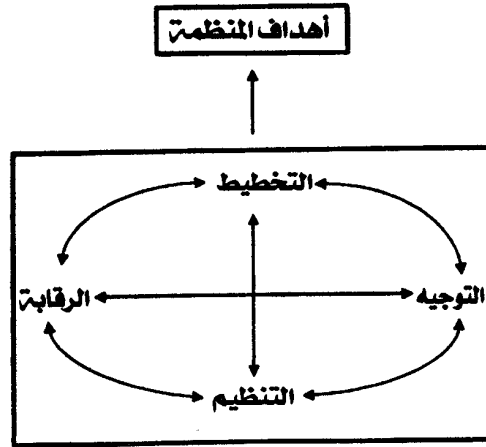 أهداف المنظمة
التخطيط
التوجيه
الرقابة
التنظيم